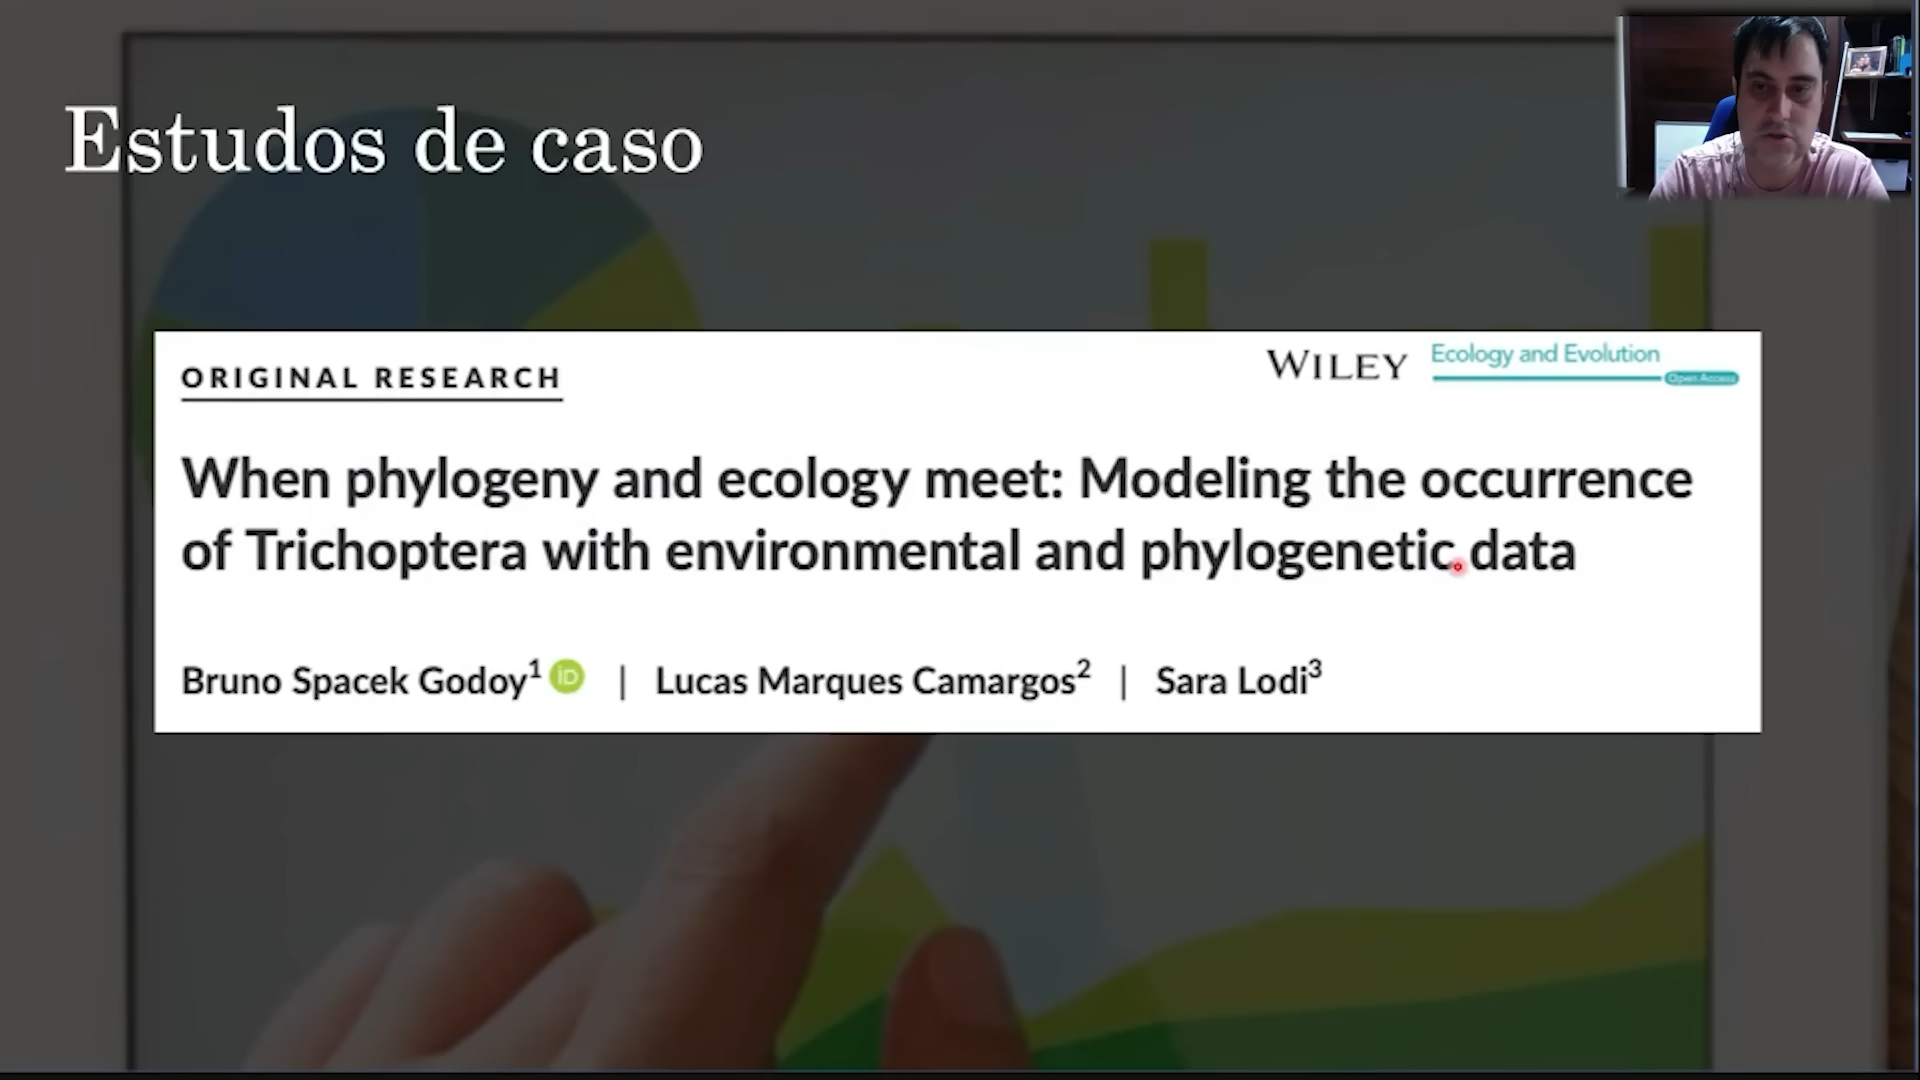 Estudos de caso
ORIGINAL RESEARCH
WILEY
Ecology and Evolution
Open Access
When phylogeny and ecology meet: Modeling the occurrence
of Trichoptera with environmental and phylogenetic data
Bruno Spacek Godoy¹ iD | Lucas Marques Camargos² | Sara Lodi³